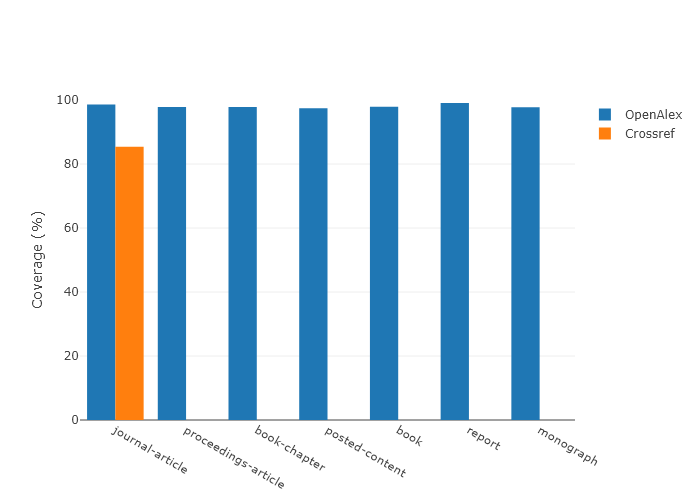 100
80
60
40
20
0
Coverage (%)
journal-article
proceedings-article
book-chapter
posted-content
book
report
monograph
OpenAlex
Crossref